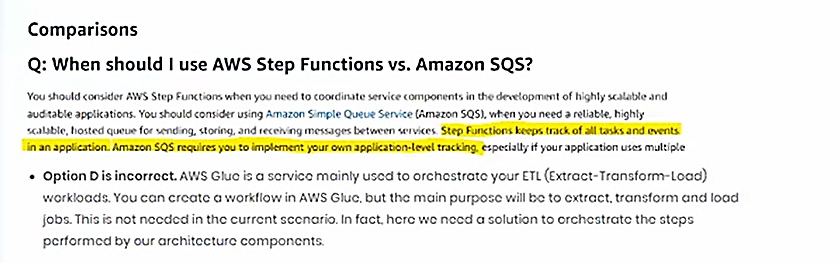 Comparisons
Q: When should I use AWS Step Functions vs. Amazon SQS?
You should consider AWS Step Functions when you need to coordinate service components in the development of highly scalable and
auditable applications. You should consider using Amazon Simple Queue Service (Amazon SQS), when you need a reliable, highly
scalable, hosted queue for sending, storing, and receiving messages between services. Step Functions keeps track of all tasks and events
in an application. Amazon SQS requires you to implement your own application-level tracking, especially if your application uses multiple
• Option D is incorrect. AWS Glue is a service mainly used to orchestrate your ETL (Extract-Transform-Load)
workloads. You can create a workflow in AWS Glue, but the main purpose will be to extract, transform and load
jobs. This is not needed in the current scenario. In fact, here we need a solution to orchestrate the steps
performed by our architecture components.